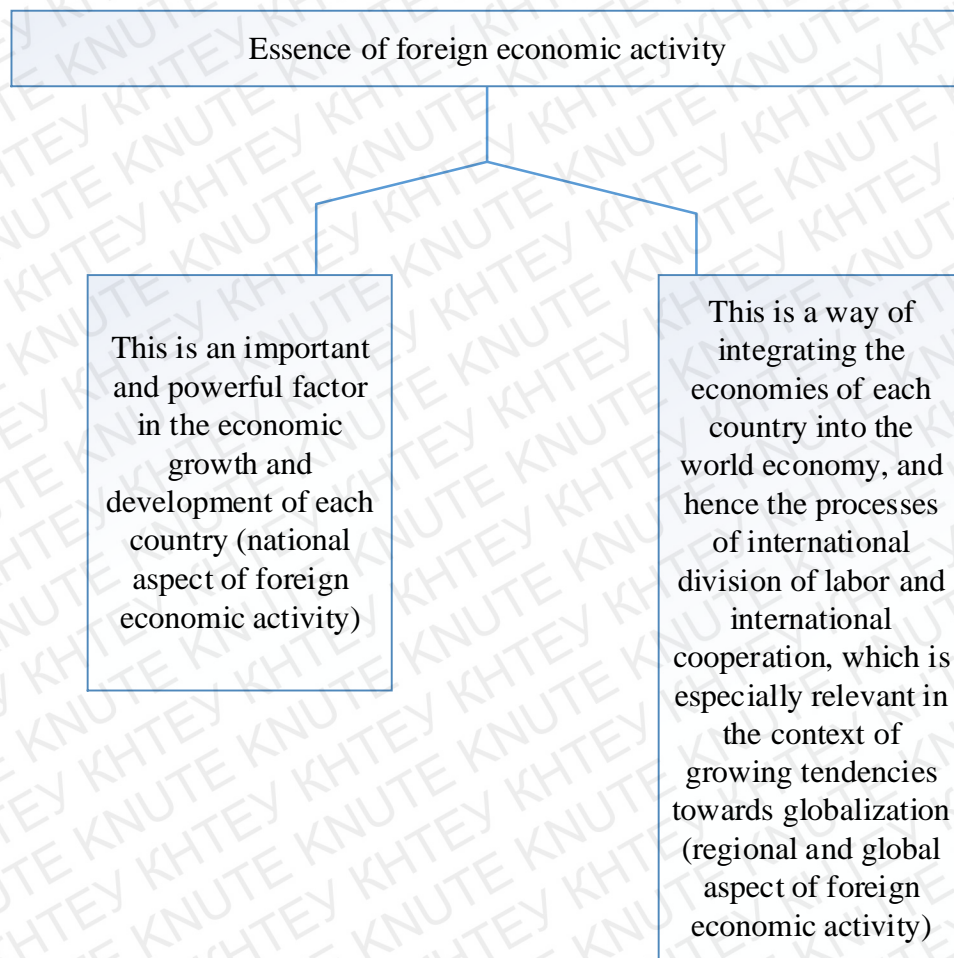 Essence of foreign economic activity
This is an important
and powerful factor
in the economic
growth and
development of each
country (national
aspect of foreign
economic activity)
This is a way of
integrating the
economies of each
country into the
world economy, and
hence the processes
of international
division of labor and
international
cooperation, which is
especially relevant in
the context of
growing tendencies
towards globalization
(regional and global
aspect of foreign
economic activity)